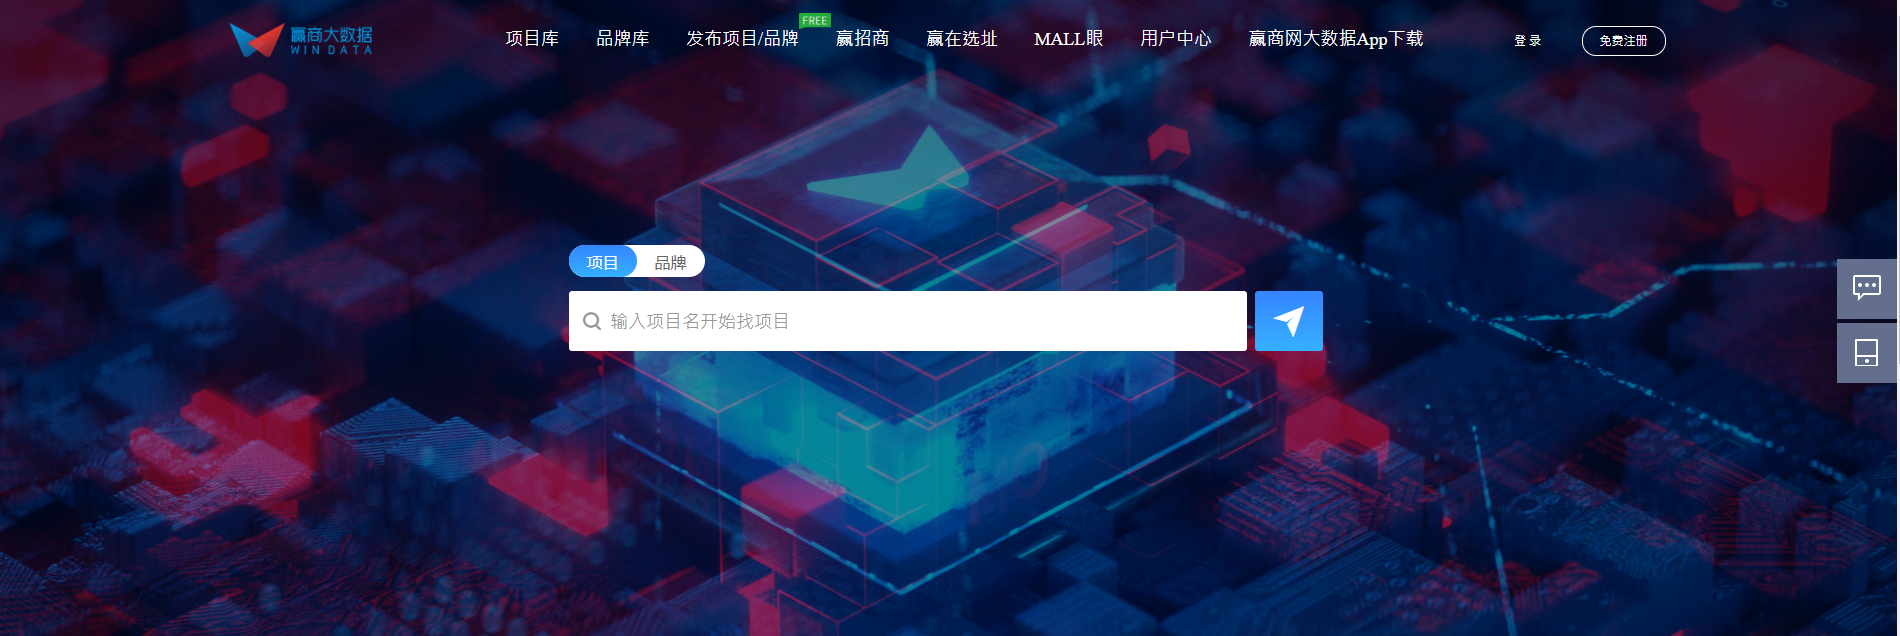 赢商大数据
WIN DATA
项目库
品牌库
发布项目/品牌
FREE
赢招商
赢在选址
MALL眼
用户中心
赢商网大数据App下载
登 录
免费注册
项目
品牌
输入项目名开始找项目